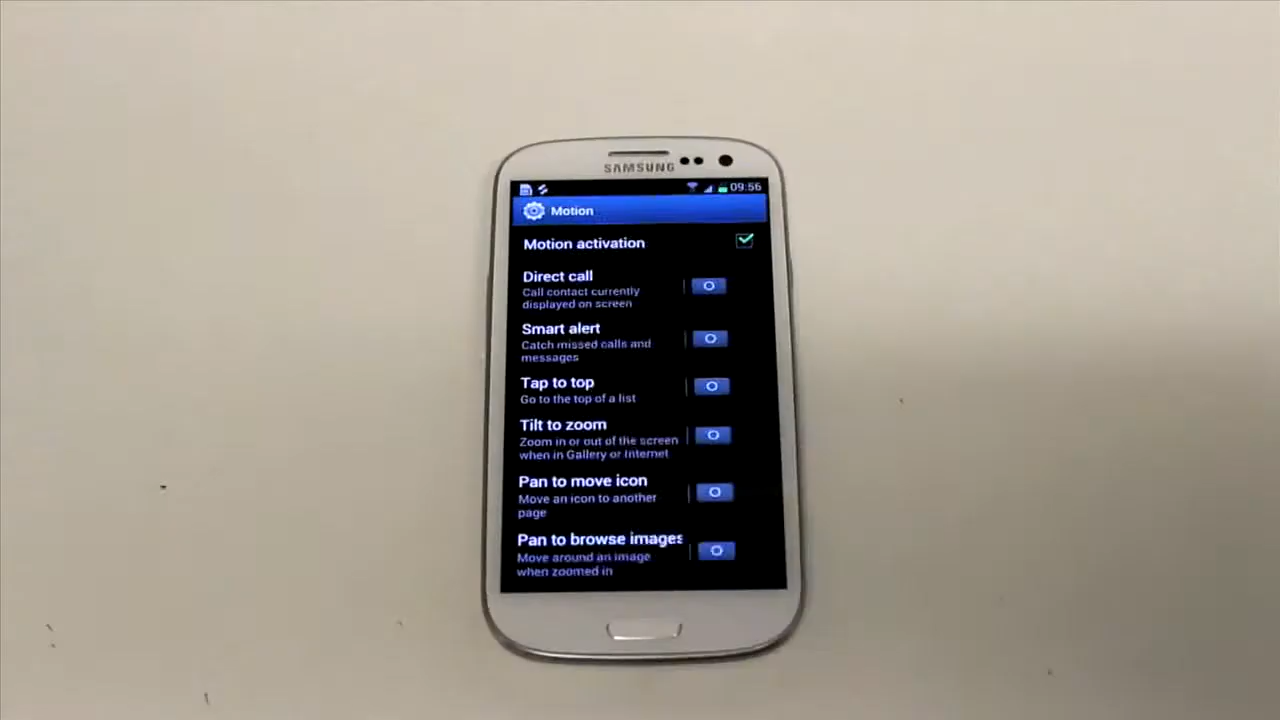 SAMSUNG
09:56
Motion
Motion activation
Direct call
Call contact currently
displayed on screen
Smart alert
Catch missed calls and
messages
Tap to top
Go to the top of a list
Tilt to zoom
Zoom in or out of the screen
when in Gallery or Internet
Pan to move icon
Move an icon to another
page
Pan to browse images
Move around an image
when zoomed in